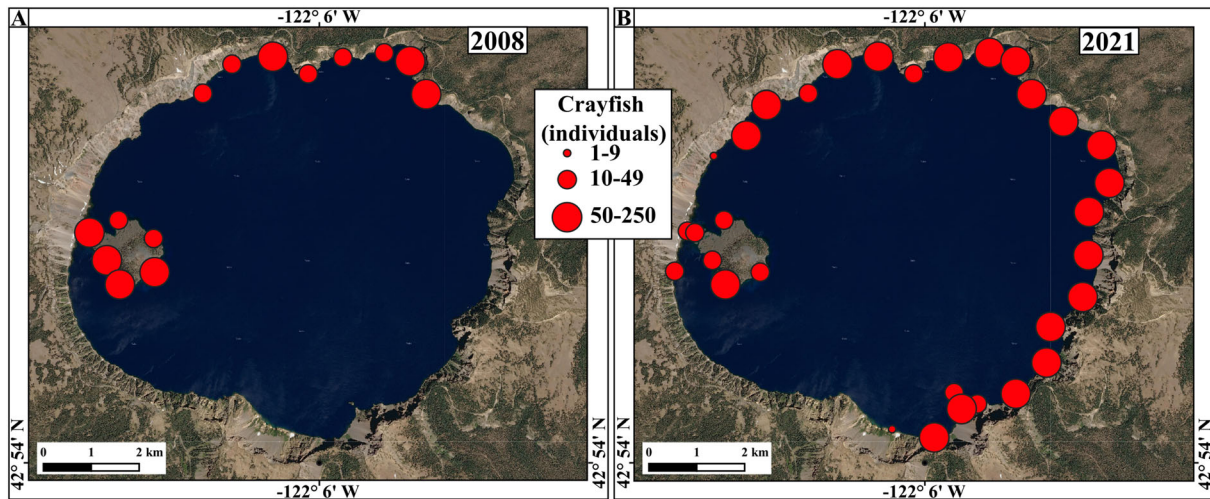 A
-122° 6' W
2008
B
-122° 6' W
2021
Crayfish
(individuals)
1-9
10-49
50-250
42° 54' N
0 1 2 km
-122° 6' W
0 1 2 km
-122° 6' W
42° 54' N